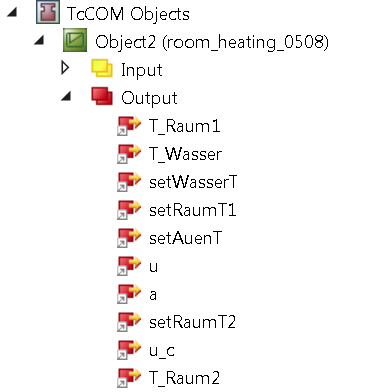 TcCOM Objects
Object2 (room_heating_0508)
Input
Output
T_Raum1
T_Wasser
setWasserT
setRaumT1
setAuenT
u
a
setRaumT2
u_c
T_Raum2